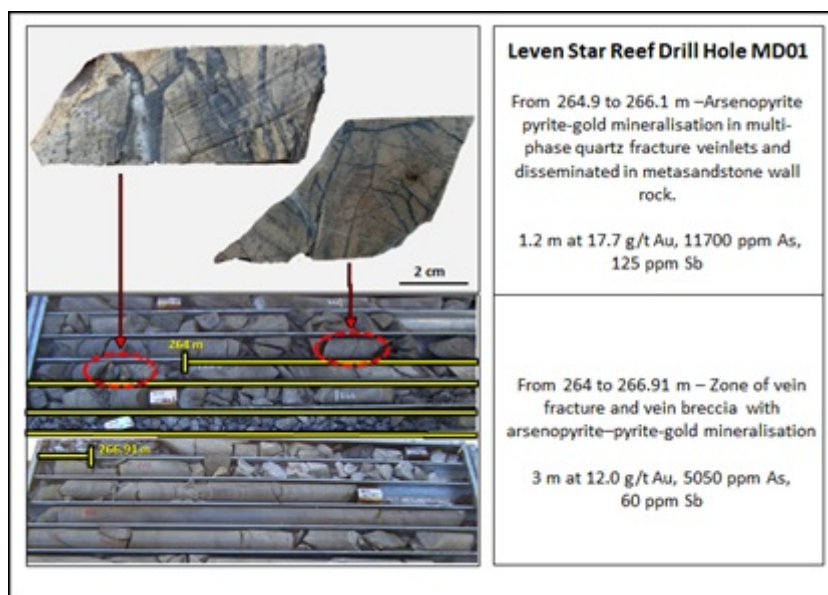 Leven Star Reef Drill Hole MD01
From 264.9 to 266.1 m –Arsenopyrite
pyrite-gold mineralisation in multi-
phase quartz fracture veinlets and
disseminated in metasandstone wall
rock.
1.2 m at 17.7 g/t Au, 11700 ppm As,
125 ppm Sb
2 cm
264 m
266.91 m
From 264 to 266.91 m – Zone of vein
fracture and vein breccia with
arsenopyrite–pyrite-gold mineralisation
3 m at 12.0 g/t Au, 5050 ppm As,
60 ppm Sb